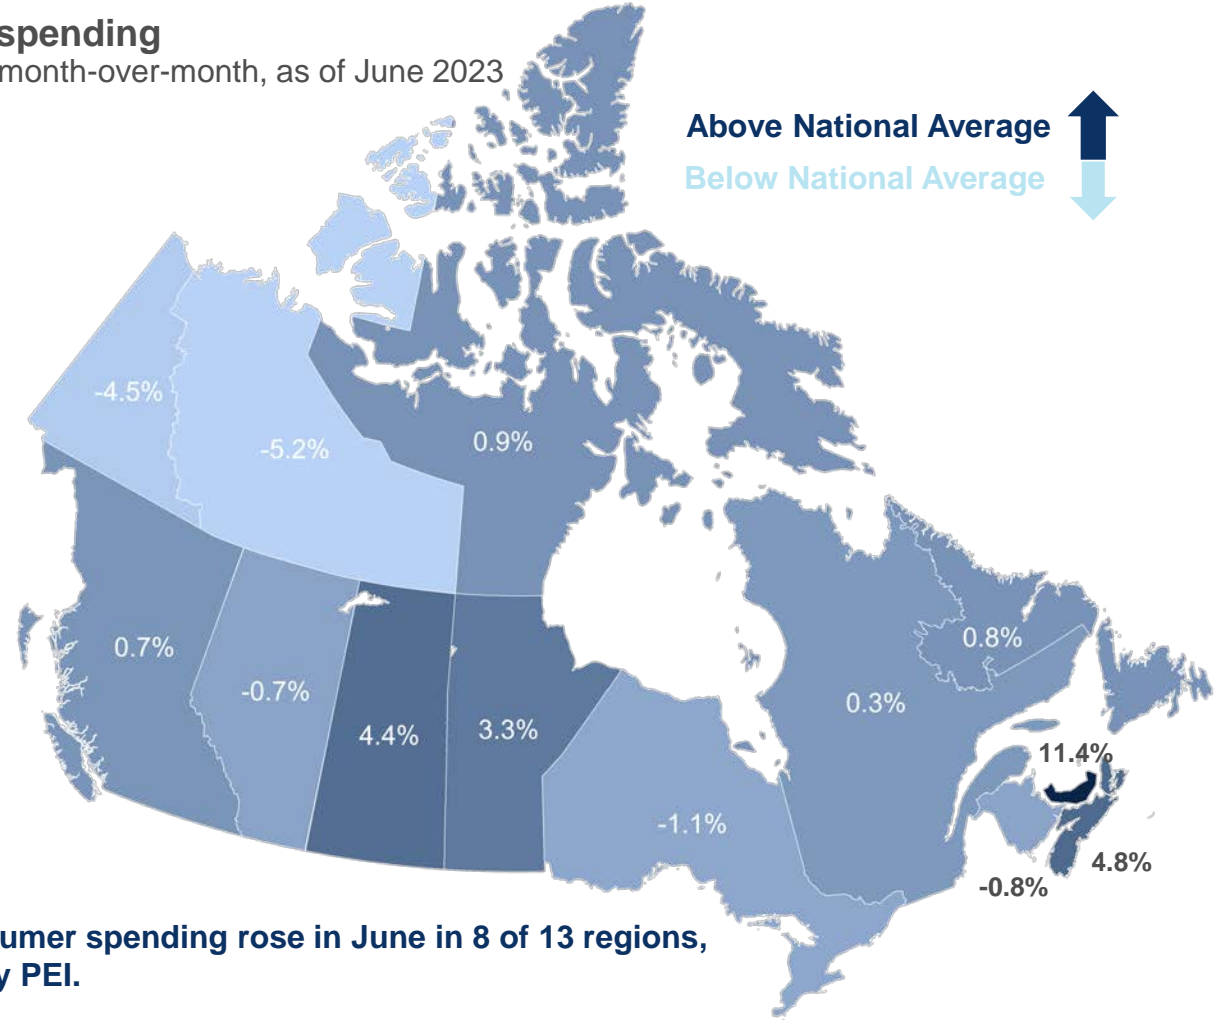 spending
month-over-month, as of June 2023
Above National Average
Below National Average
-4.5%
-5.2%
0.9%
0.7%
-0.7%
4.4%
3.3%
-1.1%
0.3%
0.8%
11.4%
4.8%
-0.8%
umer spending rose in June in 8 of 13 regions,
y PEI.